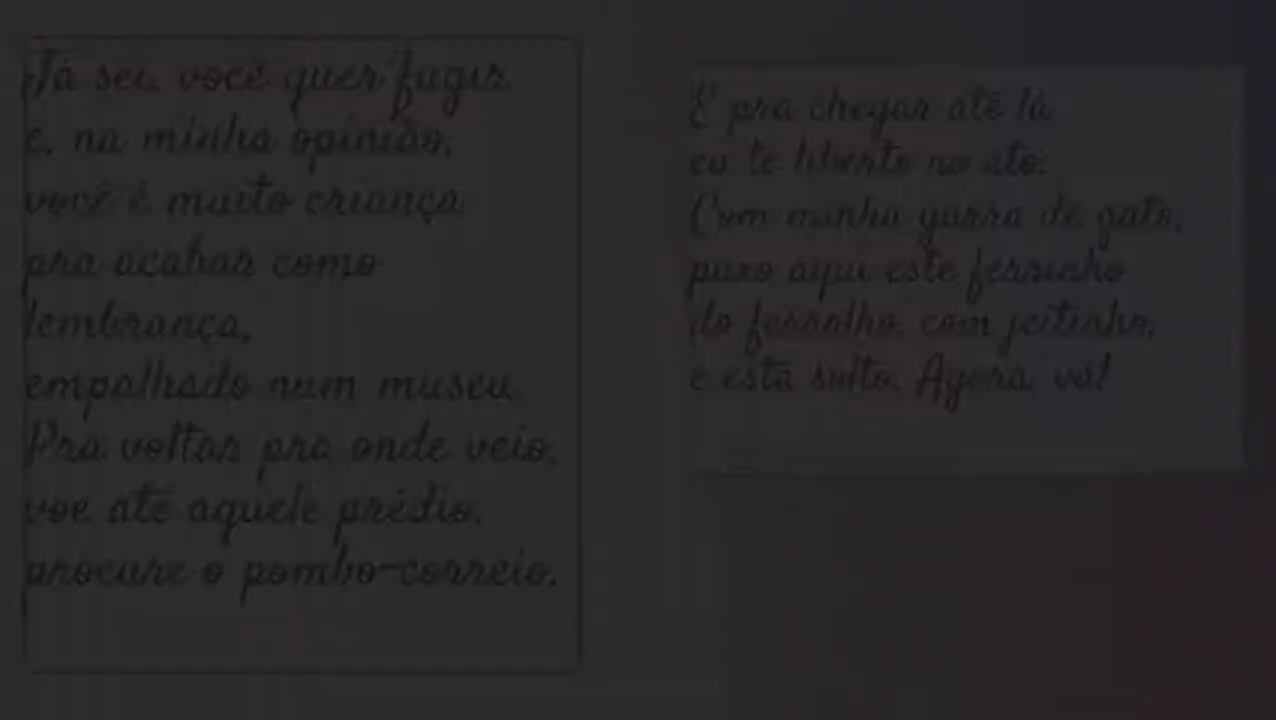 Já sei, você quer fugir
e, na minha opinião,
você é muito criança
pra acabar como
lembrança,
empalhado num museu.
Pra voltar pra onde veio,
voe até aquele prédio,
procure o pombo-correio.
E pra chegar até lá
eu te liberto no ato.
Com minha garra de gato,
puxo aqui este ferrinho
do ferrolho, com jeitinho,
e está solto. Agora, vá!